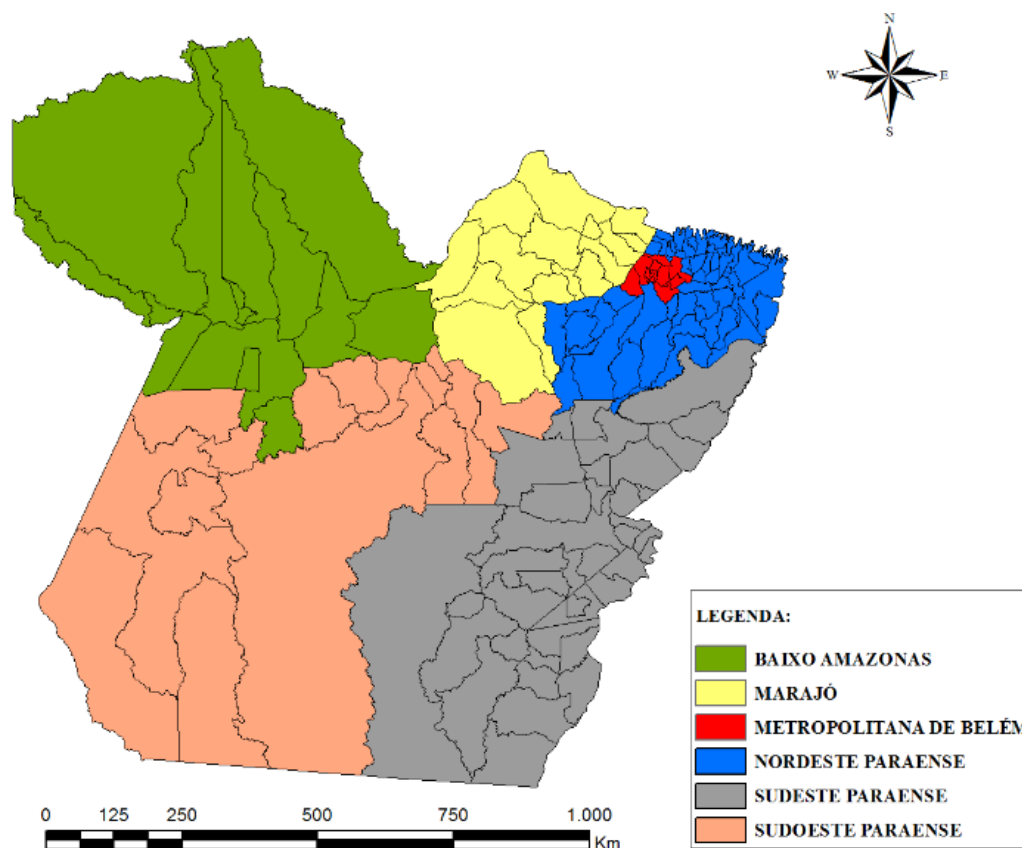 N
W
E
S
LEGENDA:
BAIXO AMAZONAS
MARAJÓ
METROPOLITANA DE BELÉM
NORDESTE PARAENSE
SUDESTE PARAENSE
SUDOESTE PARAENSE
0 125 250 500 750 1.000
Km